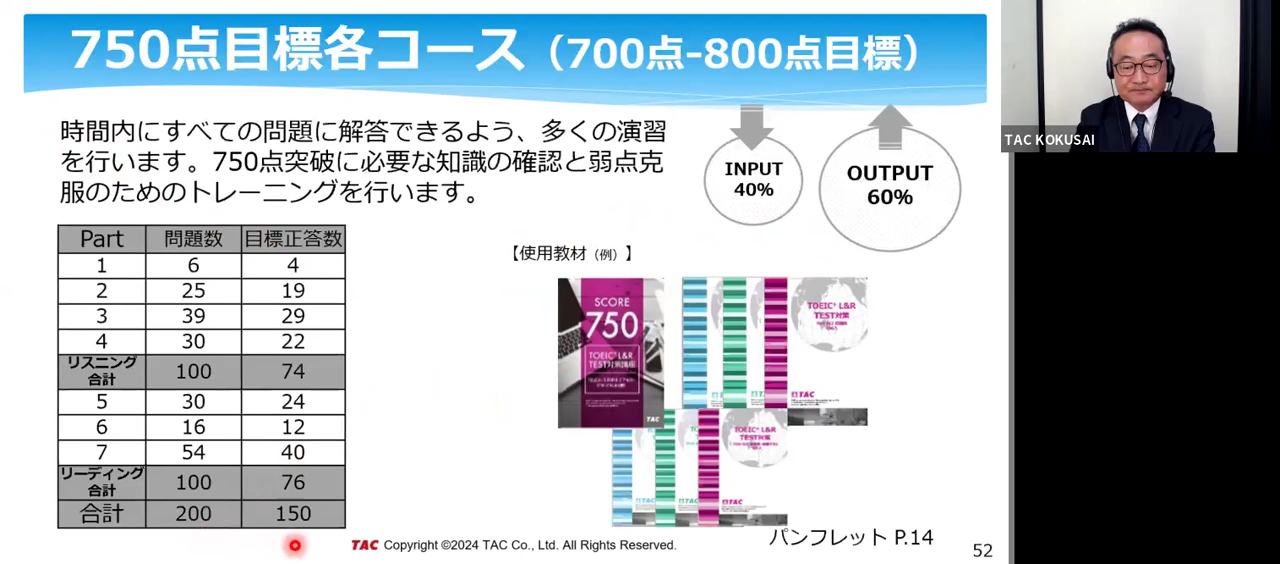 750点目標各コース（700点-800点目標）
時間内にすべての問題に解答できるよう、多くの演習
を行います。750点突破に必要な知識の確認と弱点克
服のためのトレーニングを行います。
INPUT
40%
OUTPUT
60%
TAC KOKUSAI
Part 問題数 目標正答数
1 6 4
2 25 19
3 39 29
4 30 22
リスニング合計 100 74
5 30 24
6 16 12
7 54 40
リーディング合計 100 76
合計 200 150
【使用教材（例）】
SCORE
750
TOEIC® L&R
TEST対策講座
TAC
TOEIC® L&R
TEST対策
TAC
TOEIC® L&R
TEST対策
TAC
パンフレット P.14
TAC Copyright ©2024 TAC Co., Ltd. All Rights Reserved.
52